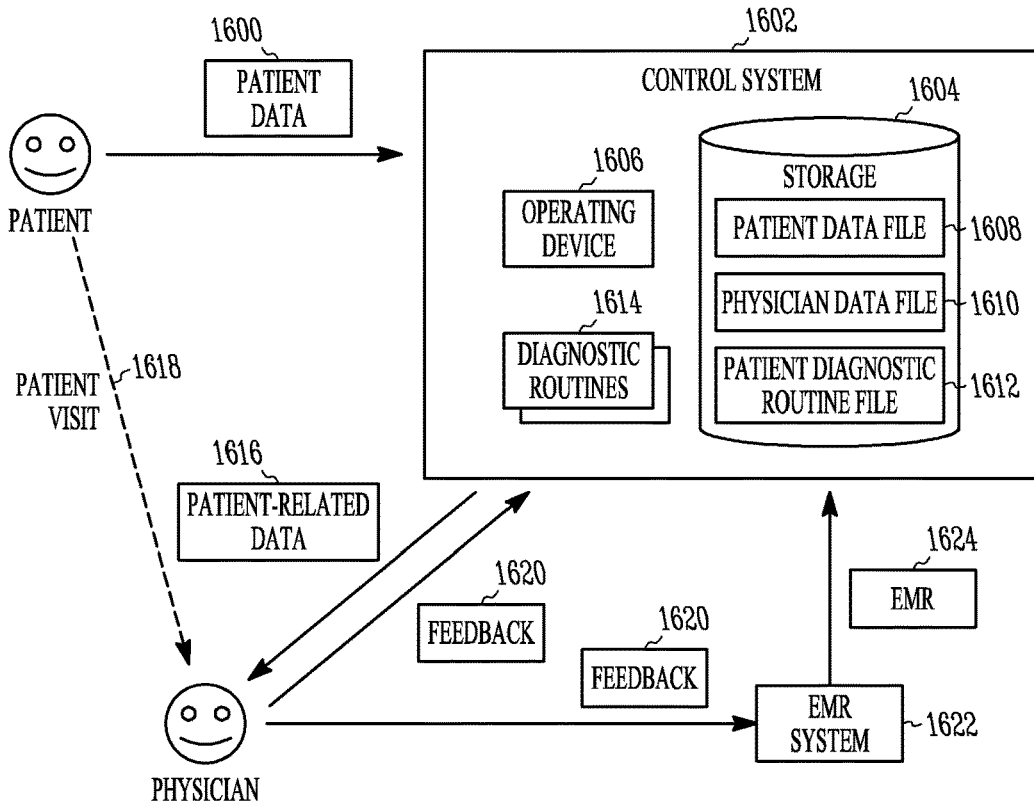 1600
PATIENT
DATA
PATIENT
1602
CONTROL SYSTEM
1604
STORAGE
1606
OPERATING
DEVICE
PATIENT DATA FILE
1608
PHYSICIAN DATA FILE
1610
1614
DIAGNOSTIC
ROUTINES
PATIENT DIAGNOSTIC
ROUTINE FILE
1612
1618
PATIENT
VISIT
1616
PATIENT-RELATED
DATA
1620
FEEDBACK
1620
FEEDBACK
1624
EMR
EMR
SYSTEM
1622
PHYSICIAN